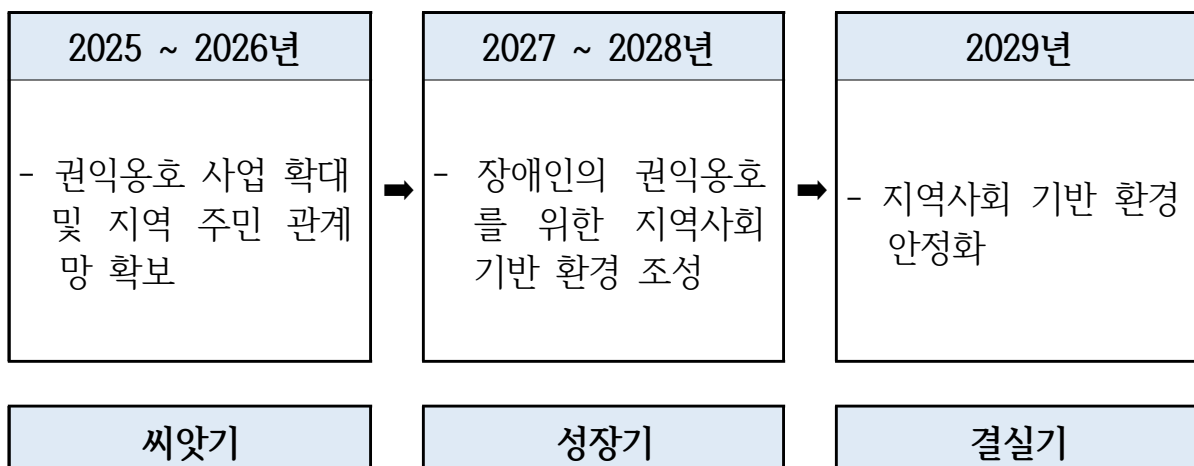 2025 ~ 2026년
- 권익옹호 사업 확대
및 지역 주민 관계
망 확보
➡
2027 ~ 2028년
- 장애인의 권익옹호
를 위한 지역사회
기반 환경 조성
➡
2029년
- 지역사회 기반 환경
안정화
씨앗기
성장기
결실기